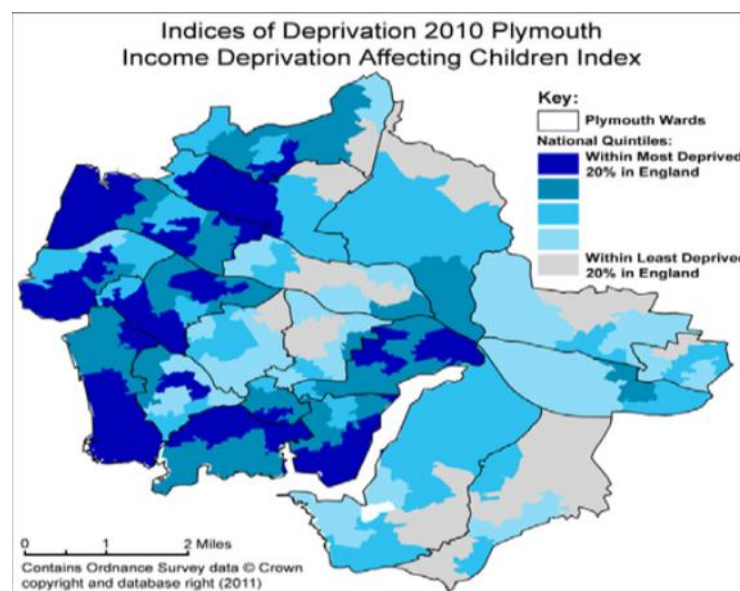 Indices of Deprivation 2010 Plymouth
Income Deprivation Affecting Children Index
Key:
Plymouth Wards
National Quintiles:
Within Most Deprived
20% in England
Within Least Deprived
20% in England
0 1 2 Miles
Contains Ordnance Survey data © Crown
copyright and database right (2011)